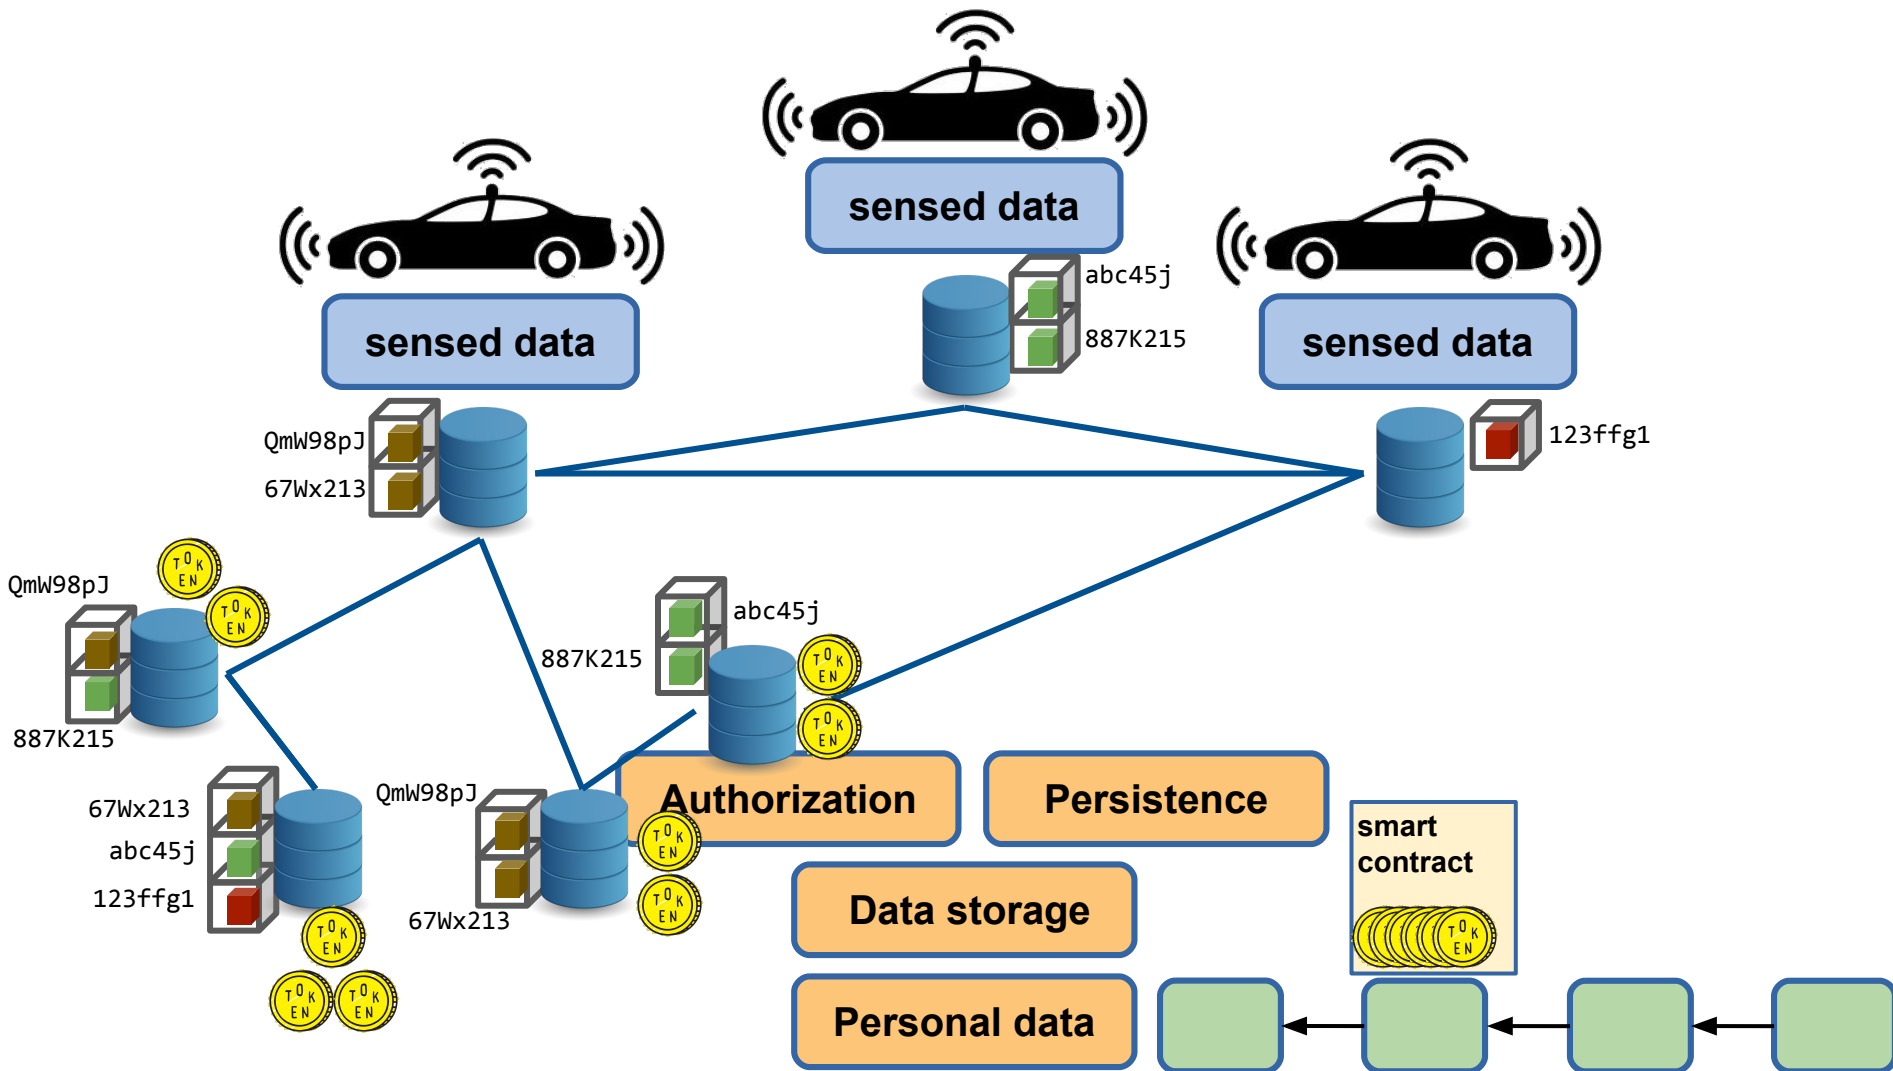 sensed data
sensed data
sensed data
abc45j
887K215
QmW98pJ
67Wx213
123ffg1
QmW98pJ
TOKEN
TOKEN
887K215
abc45j
887K215
TOKEN
TOKEN
67Wx213
abc45j
123ffg1
TOKEN
TOKEN
TOKEN
QmW98pJ
67Wx213
TOKEN
TOKEN
Authorization
Persistence
Data storage
Personal data
smart
contract
TOKEN